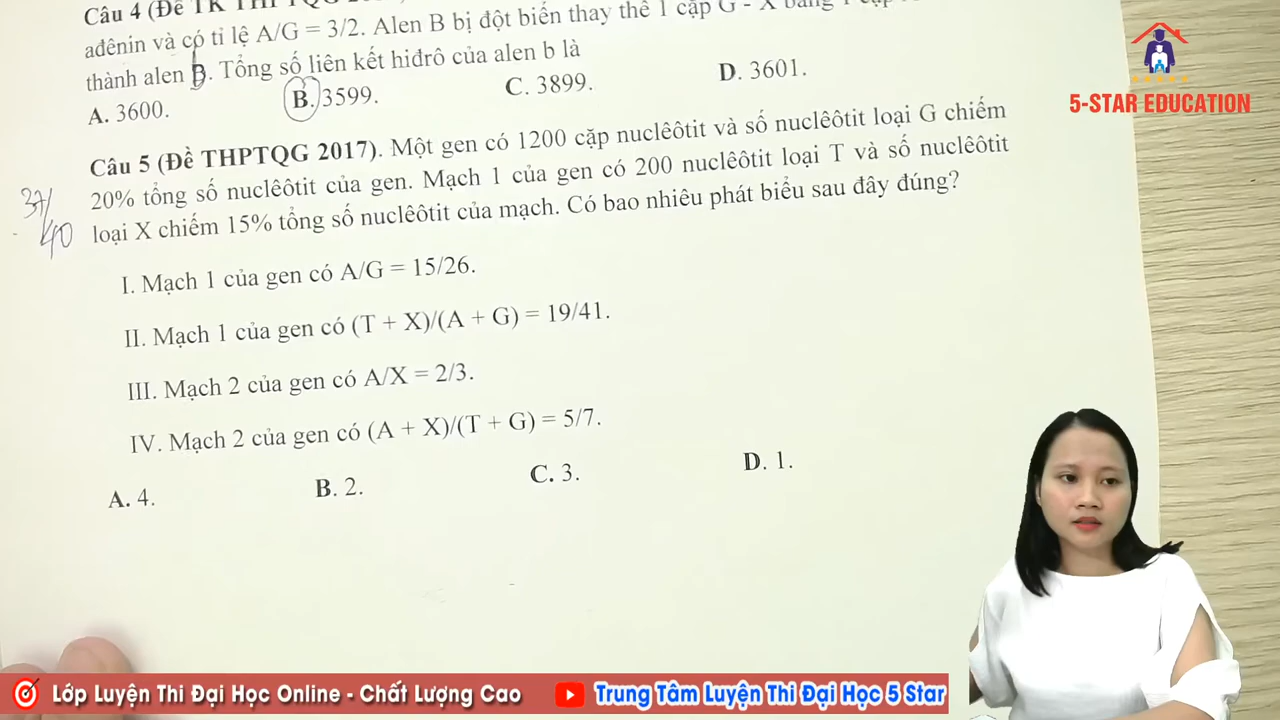 Câu 4 (Đề TK
ađênin và có tỉ lệ A/G = 3/2. Alen B bị đột biến thay thế 1 cặp G - X bằng 1 cặp
thành alen b. Tổng số liên kết hiđrô của alen b là
A. 3600. B. 3599. C. 3899. D. 3601.
Câu 5 (Đề THPTQG 2017). Một gen có 1200 cặp nuclêôtit và số nuclêôtit loại G chiếm
20% tổng số nuclêôtit của gen. Mạch 1 của gen có 200 nuclêôtit loại T và số nuclêôtit
loại X chiếm 15% tổng số nuclêôtit của mạch. Có bao nhiêu phát biểu sau đây đúng?
37/
40
I. Mạch 1 của gen có A/G = 15/26.
II. Mạch 1 của gen có (T + X)/(A + G) = 19/41.
III. Mạch 2 của gen có A/X = 2/3.
IV. Mạch 2 của gen có (A + X)/(T + G) = 5/7.
A. 4. B. 2. C. 3. D. 1.
5-STAR EDUCATION
Lớp Luyện Thi Đại Học Online - Chất Lượng Cao
Trung Tâm Luyện Thi Đại Học 5 Star